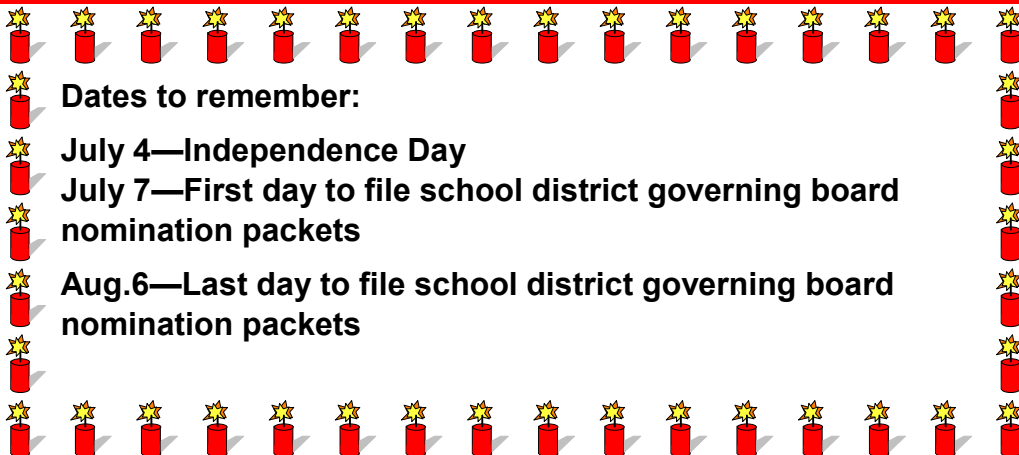 Dates to remember:
July 4—Independence Day
July 7—First day to file school district governing board
nomination packets
Aug.6—Last day to file school district governing board
nomination packets